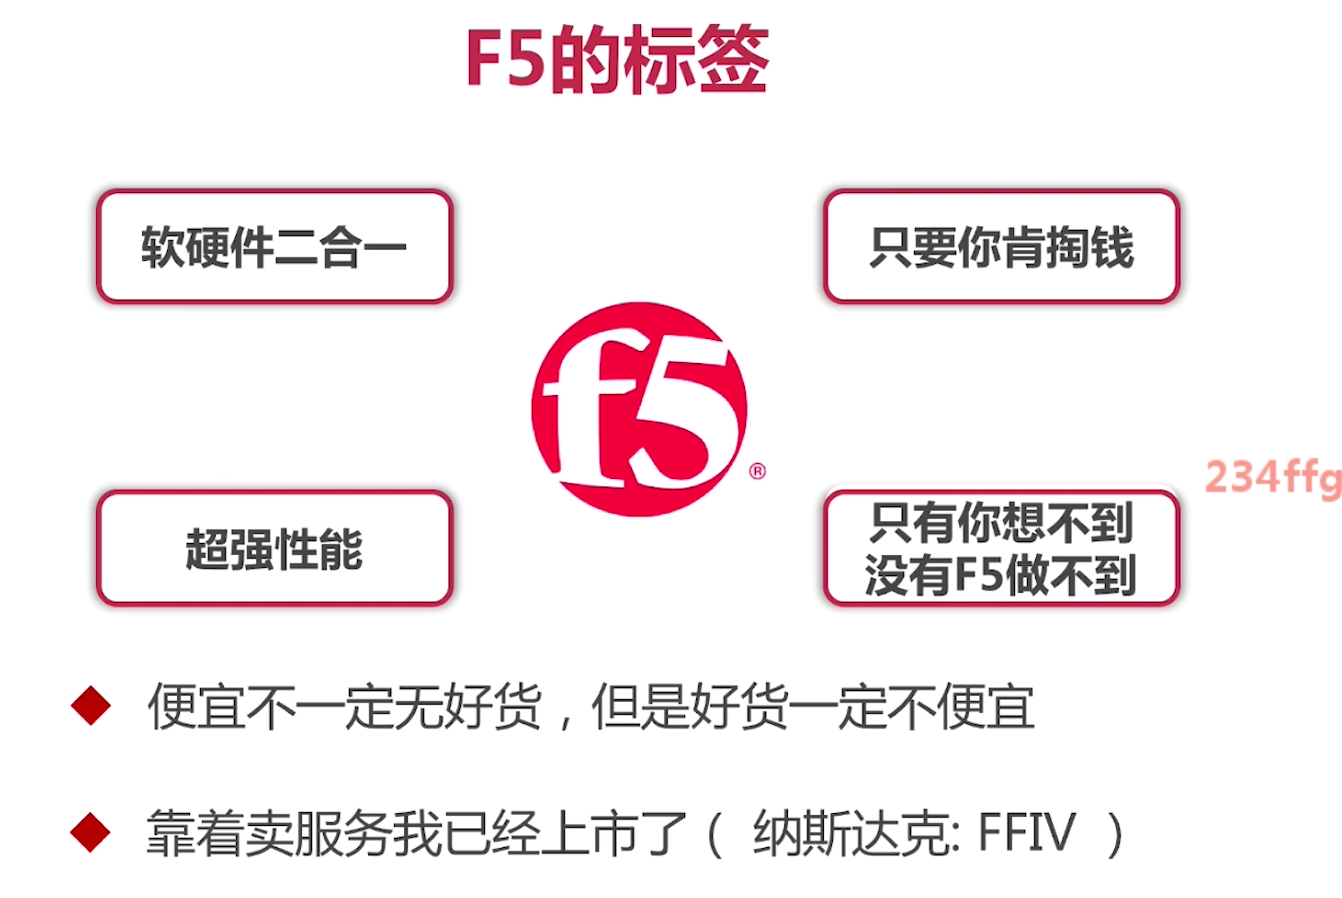 F5的标签
软硬件二合一
只要你肯掏钱
f5
®
234ffg
超强性能
只有你想不到
没有F5做不到
便宜不一定无好货，但是好货一定不便宜
靠着卖服务我已经上市了（ 纳斯达克: FFIV ）